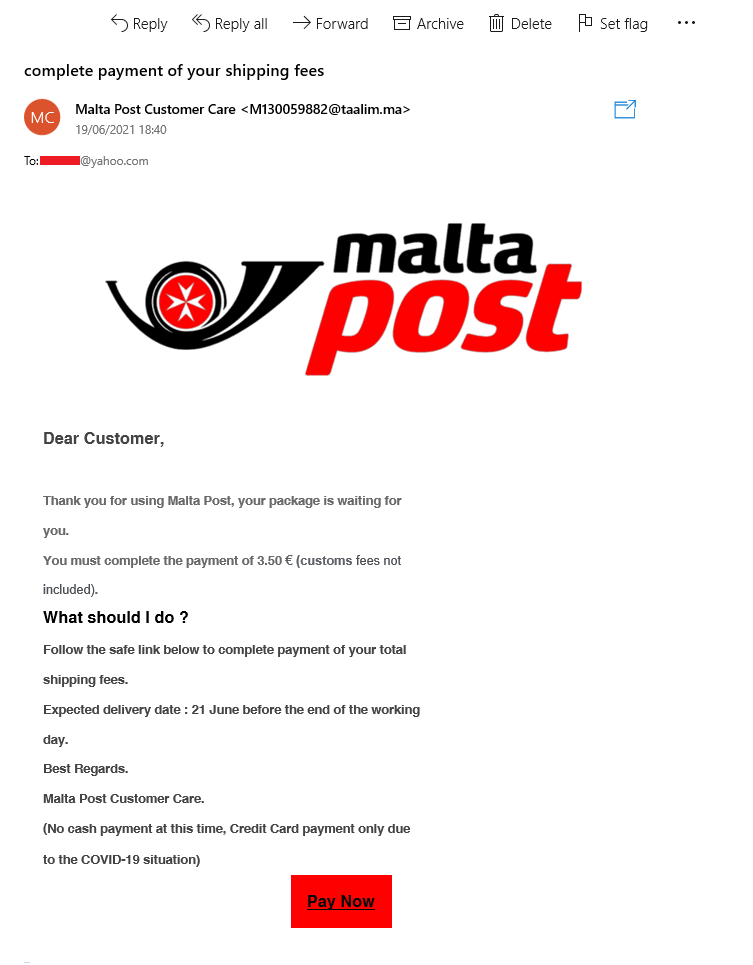 Reply Reply all Forward Archive Delete Set flag ...
complete payment of your shipping fees
MC
Malta Post Customer Care <M130059882@taalim.ma>
19/06/2021 18:40
To: @yahoo.com
malta
post
Dear Customer,
Thank you for using Malta Post, your package is waiting for
you.
You must complete the payment of 3.50 € (customs fees not
included).
What should I do ?
Follow the safe link below to complete payment of your total
shipping fees.
Expected delivery date : 21 June before the end of the working
day.
Best Regards.
Malta Post Customer Care.
(No cash payment at this time, Credit Card payment only due
to the COVID-19 situation)
Pay Now